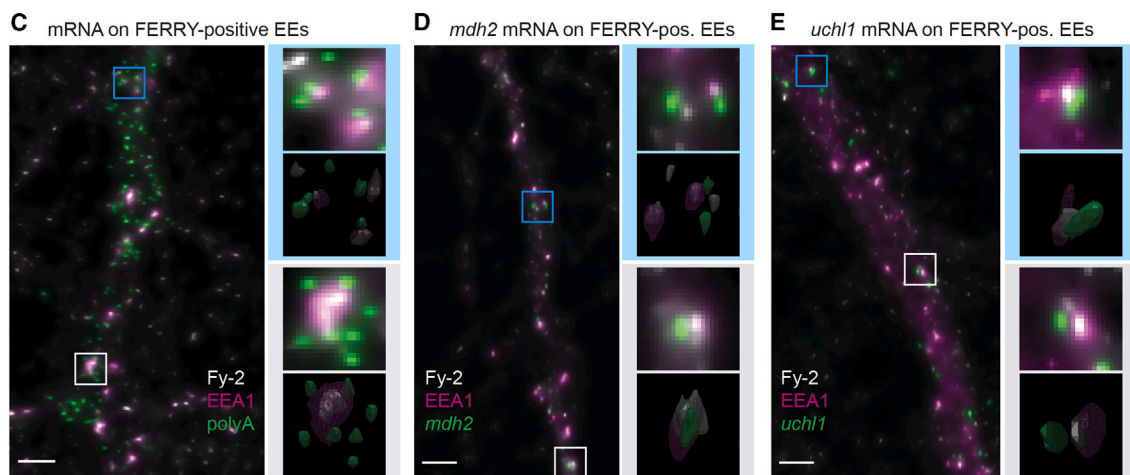 C mRNA on FERRY-positive EEs
Fy-2
EEA1
polyA
D mdh2 mRNA on FERRY-pos. EEs
Fy-2
EEA1
mdh2
E uchl1 mRNA on FERRY-pos. EEs
Fy-2
EEA1
uchl1